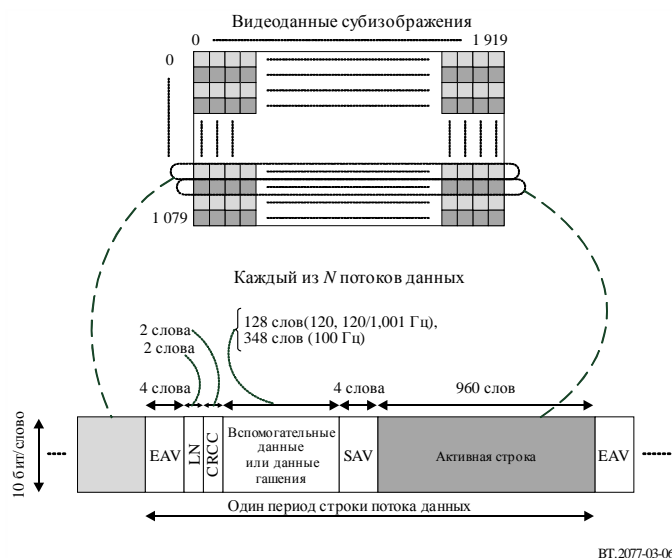 Видеоданные субизображения
0
1 919
0
1 079
Каждый из N потоков данных
128 слов(120, 120/1,001 Гц),
348 слов (100 Гц)
2 слова
2 слова
4 слова
4 слова
960 слов
10 бит/слово
EAV
LN
CRCC
Вспомогательные
данные
или данные
гашения
SAV
Активная строка
EAV
Один период строки потока данных
BT.2077-03-06